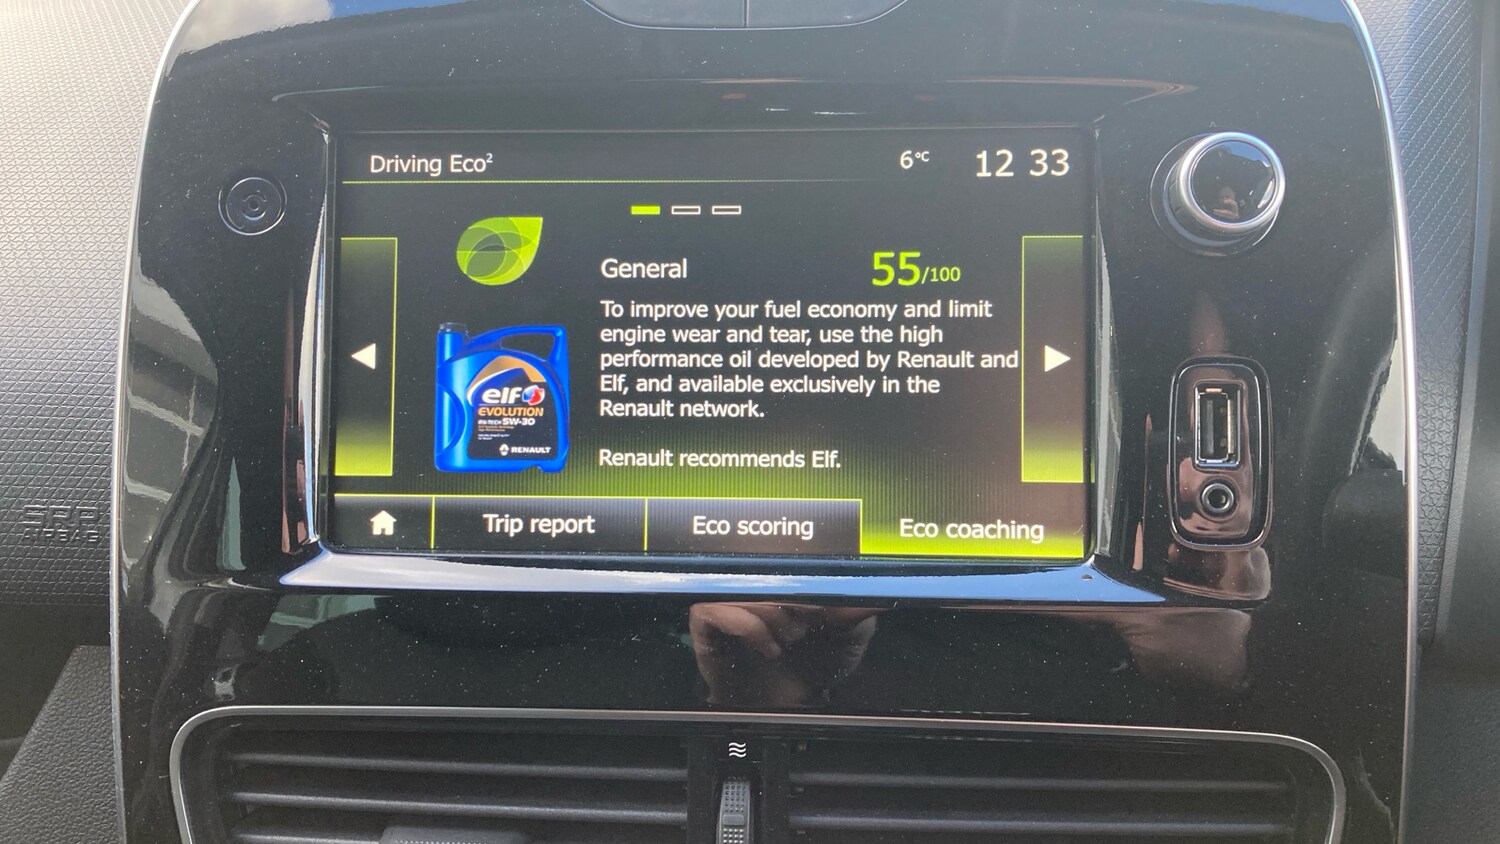 Driving Eco²
6°C
12 33
General
55/100
To improve your fuel economy and limit
engine wear and tear, use the high
performance oil developed by Renault and
Elf, and available exclusively in the
Renault network.
Renault recommends Elf.
elf
EVOLUTION
5W-30
RENAULT
Trip report
Eco scoring
Eco coaching
SRP
AIRBAG